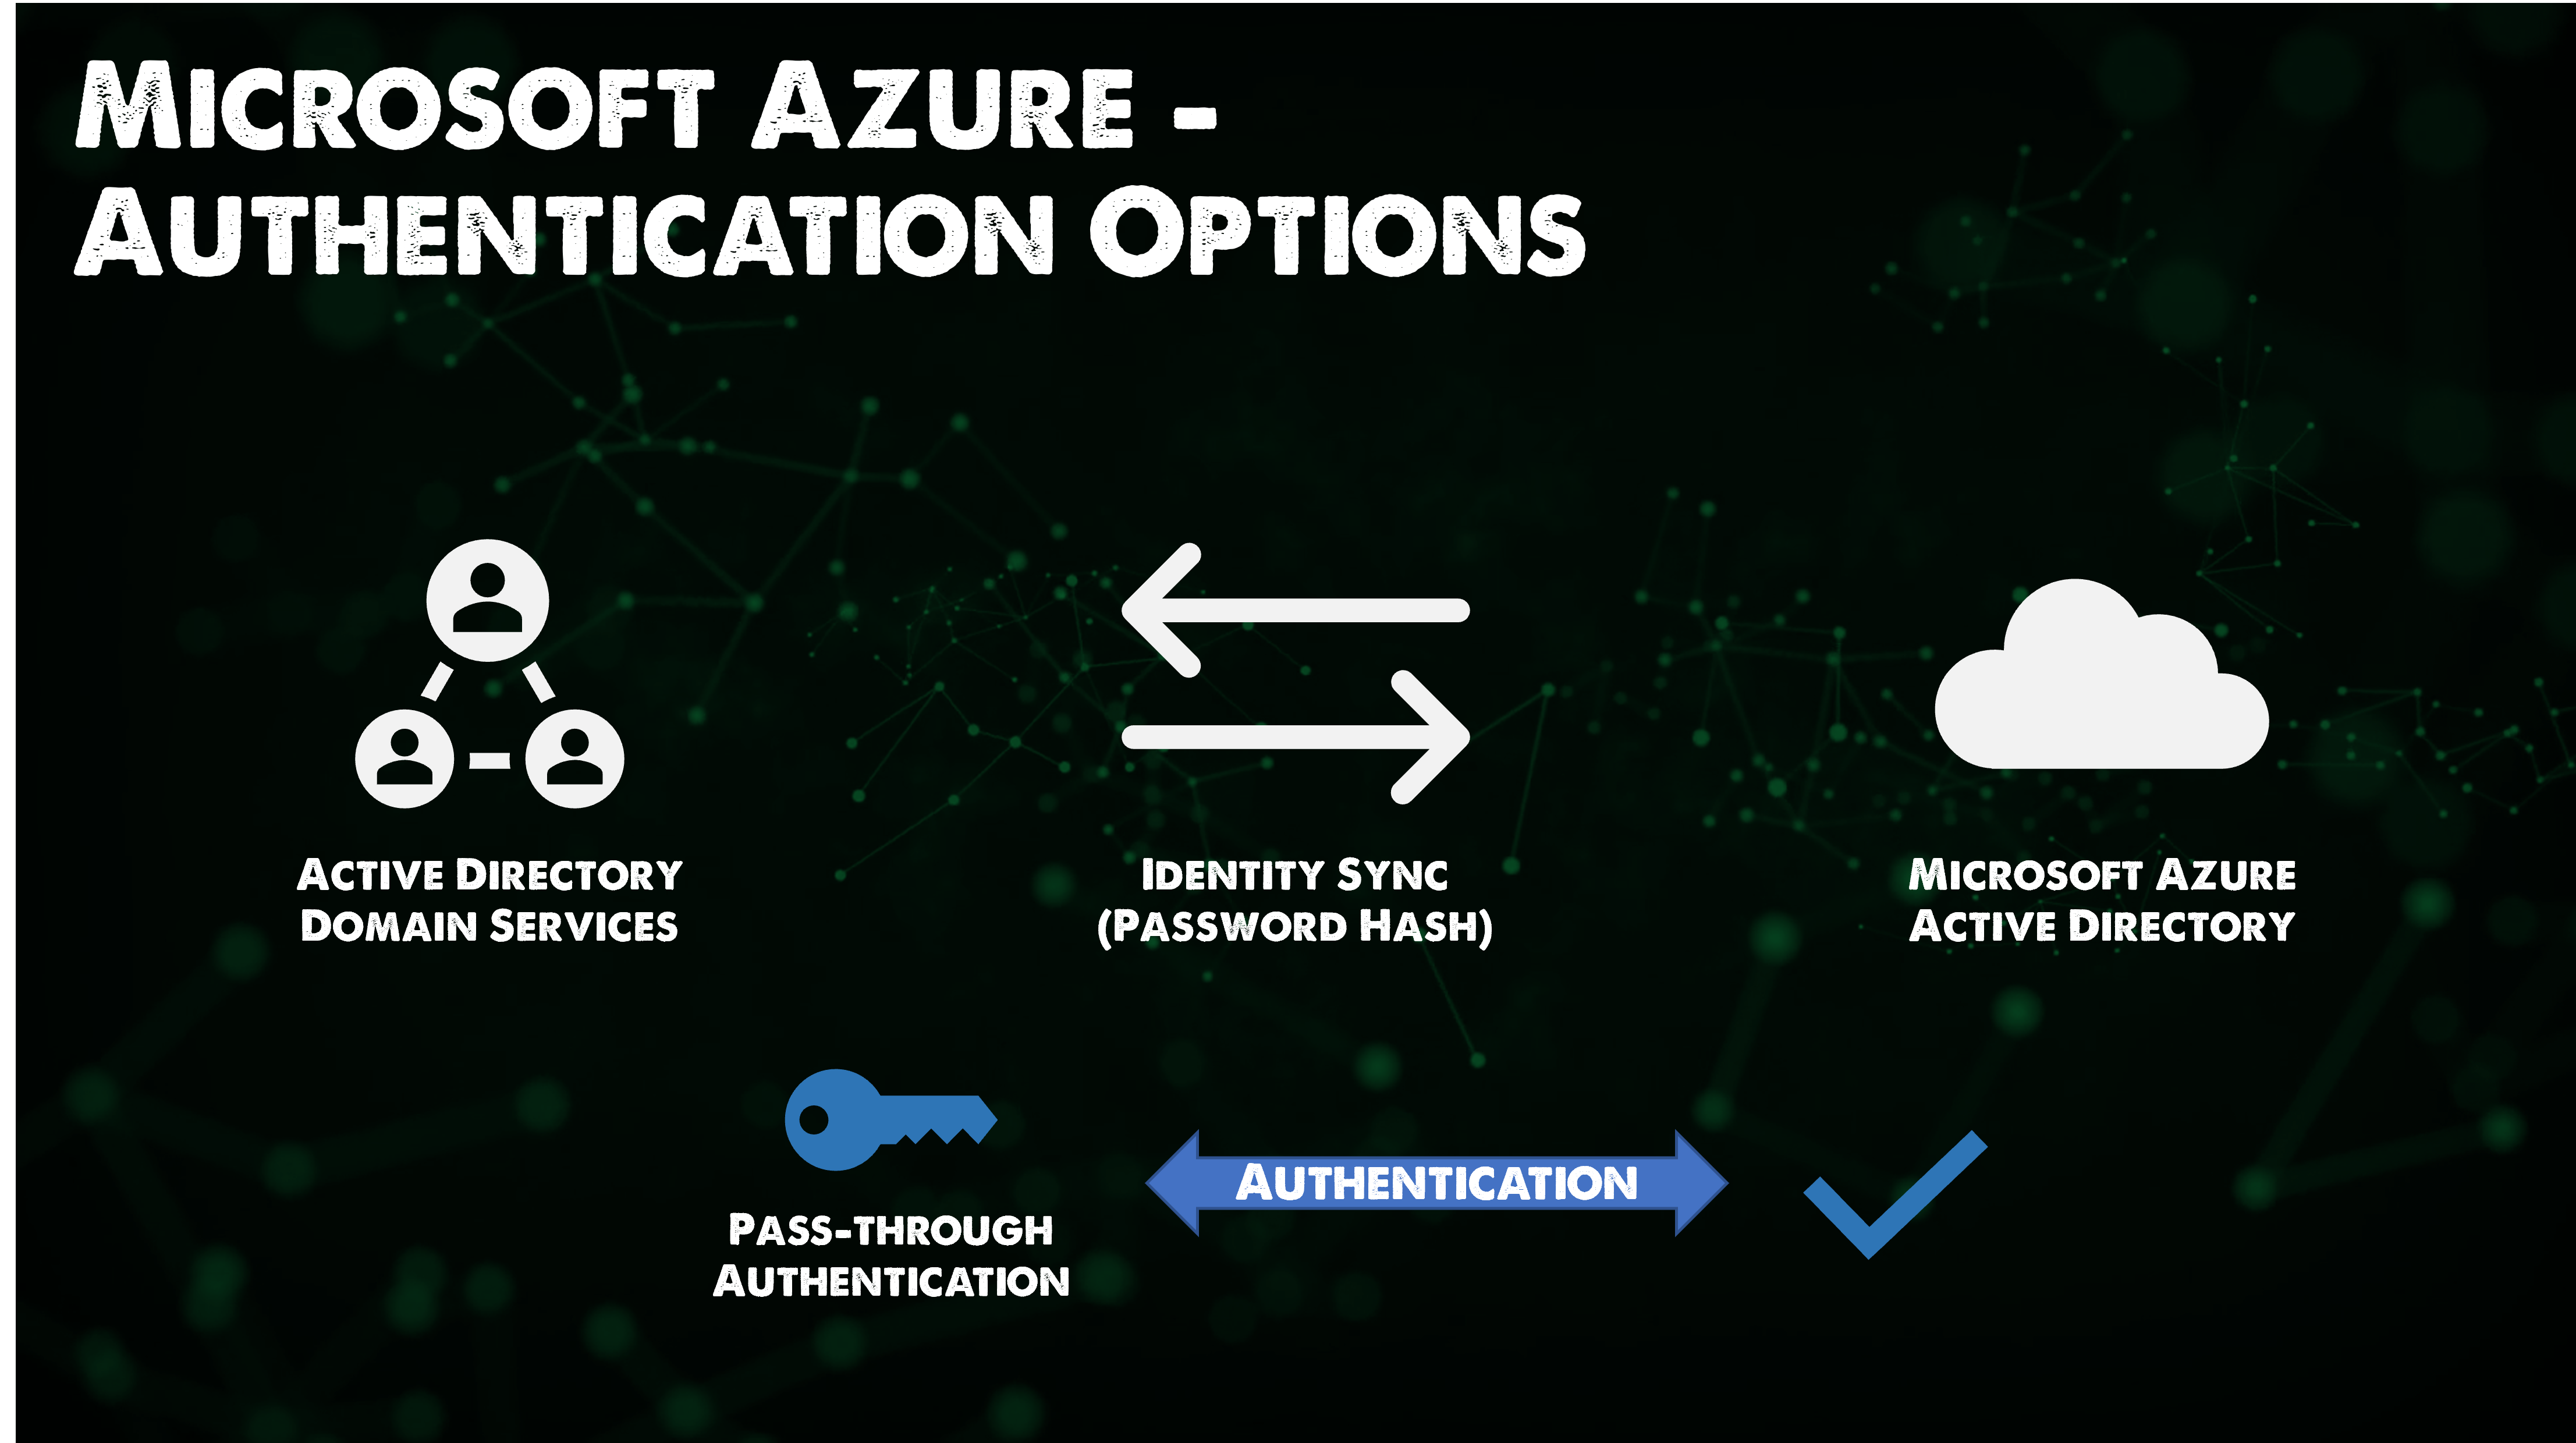 Microsoft Azure -
Authentication Options
Active Directory
Domain Services
Identity Sync
(Password Hash)
Microsoft Azure
Active Directory
Pass-through
Authentication
Authentication